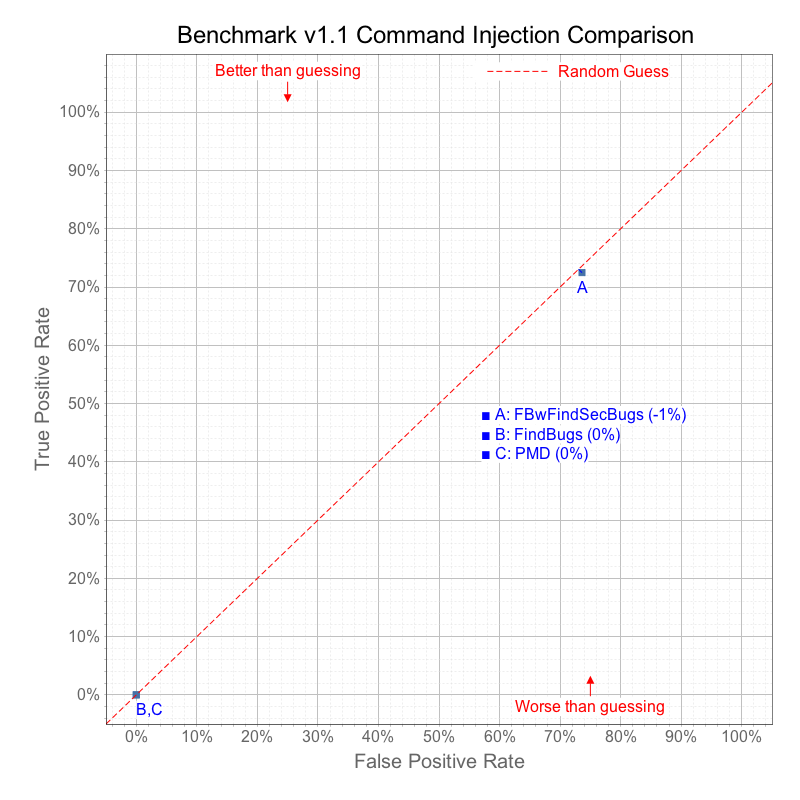 Benchmark v1.1 Command Injection Comparison
Better than guessing
Random Guess
100%
90%
80%
70%
60%
50%
40%
30%
20%
10%
0%
True Positive Rate
A
A: FBwFindSecBugs (-1%)
B: FindBugs (0%)
C: PMD (0%)
B,C
Worse than guessing
0%
10%
20%
30%
40%
50%
60%
70%
80%
90%
100%
False Positive Rate